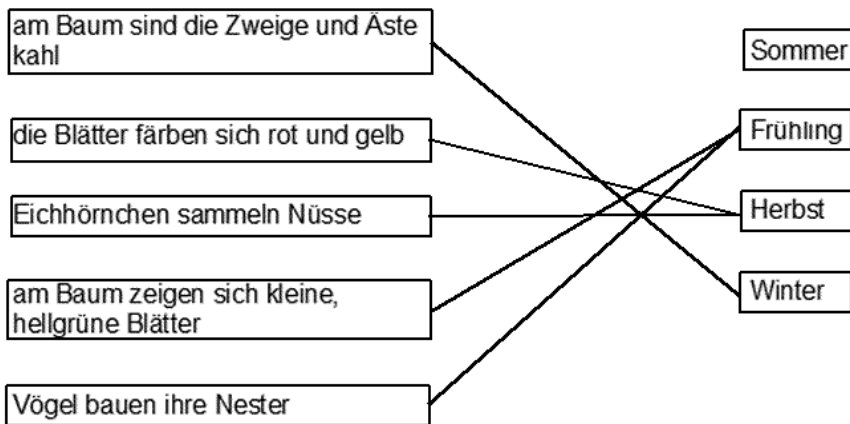 am Baum sind die Zweige und Äste
kahl
die Blätter färben sich rot und gelb
Eichhörnchen sammeln Nüsse
am Baum zeigen sich kleine,
hellgrüne Blätter
Vögel bauen ihre Nester
Sommer
Frühling
Herbst
Winter